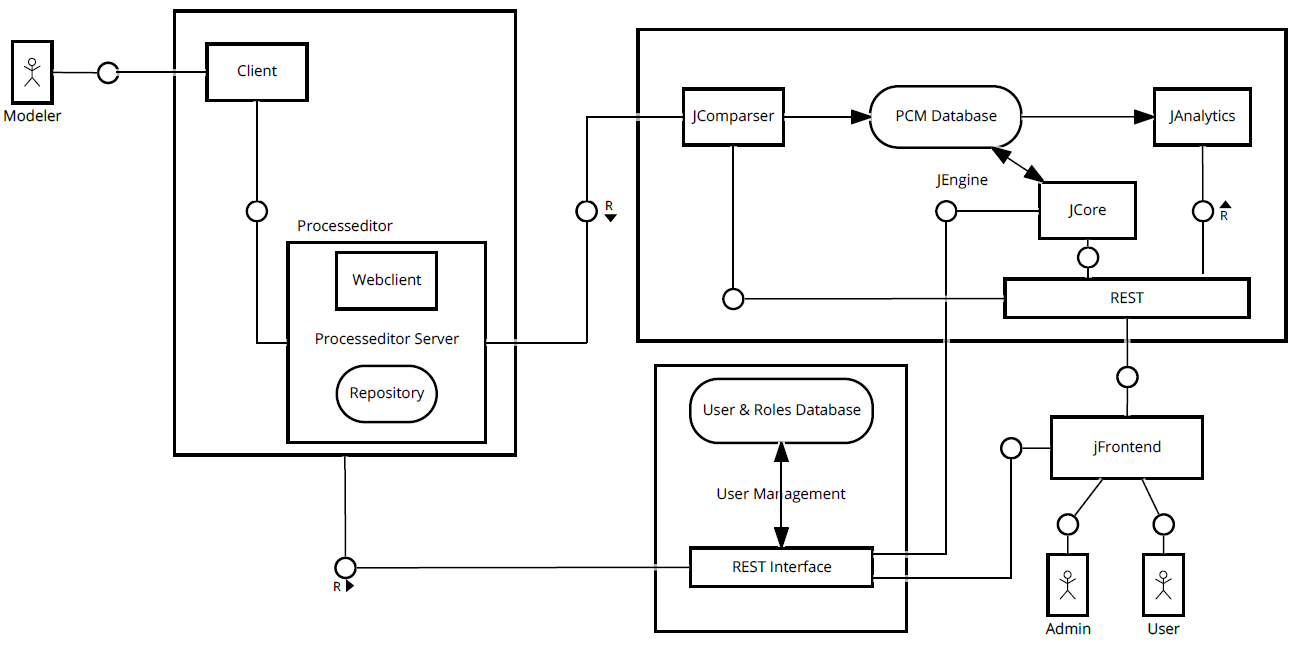 Modeler
Client
Processeditor
Webclient
Processeditor Server
Repository
R
R
JComparser
PCM Database
JAnalytics
JEngine
JCore
R
REST
User & Roles Database
User Management
REST Interface
jFrontend
Admin
User